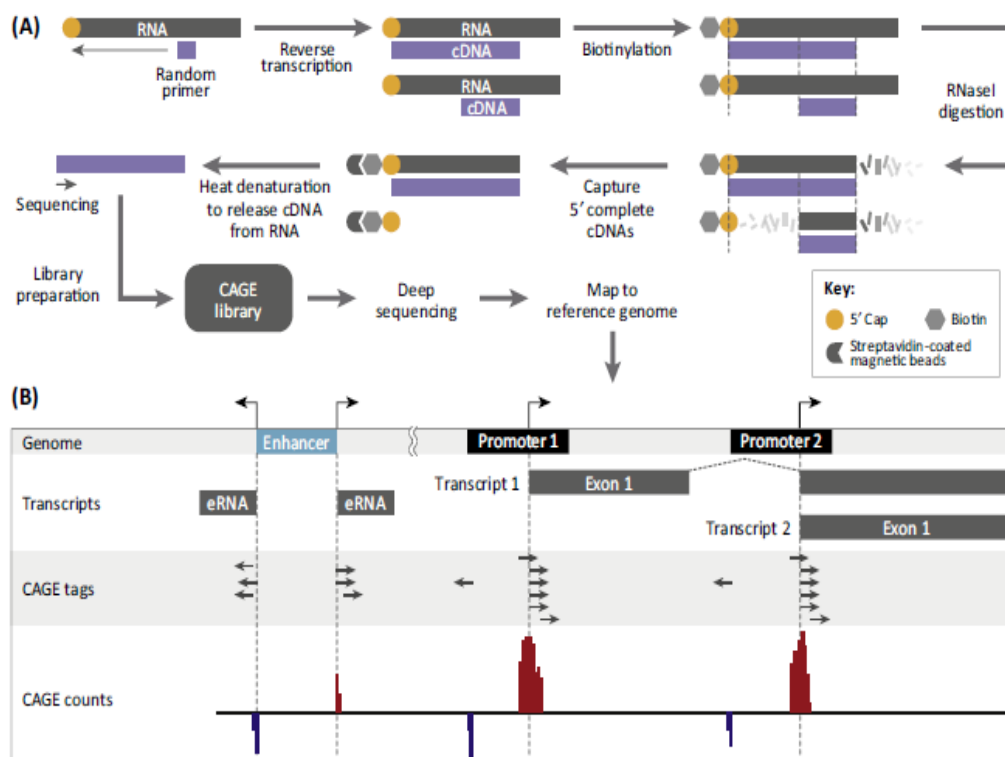 (A)
RNA
Random
primer
Reverse
transcription
RNA
cDNA
RNA
cDNA
Biotinylation
RNaseI
digestion
Sequencing
Heat denaturation
to release cDNA
from RNA
Capture
5′ complete
cDNAs
Library
preparation
CAGE
library
Deep
sequencing
Map to
reference genome
Key:
5′ Cap
Biotin
Streptavidin-coated
magnetic beads
(B)
Genome
Enhancer
Promoter 1
Promoter 2
Transcripts
eRNA
eRNA
Transcript 1
Exon 1
Transcript 2
Exon 1
CAGE tags
CAGE counts